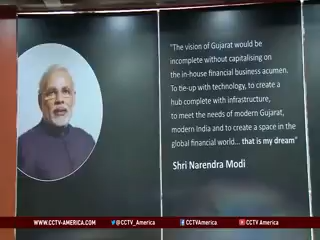 "The vision of Gujarat would be
incomplete without capitalising on
the in-house financial business acumen.
To tie-up with technology, to create a
hub complete with infrastructure,
to meet the needs of modern Gujarat,
modern India and to create a space in the
global financial world... that is my dream"
Shri Narendra Modi
WWW.CCTV-AMERICA.COM CCTV_America CCTV_America CCTV America